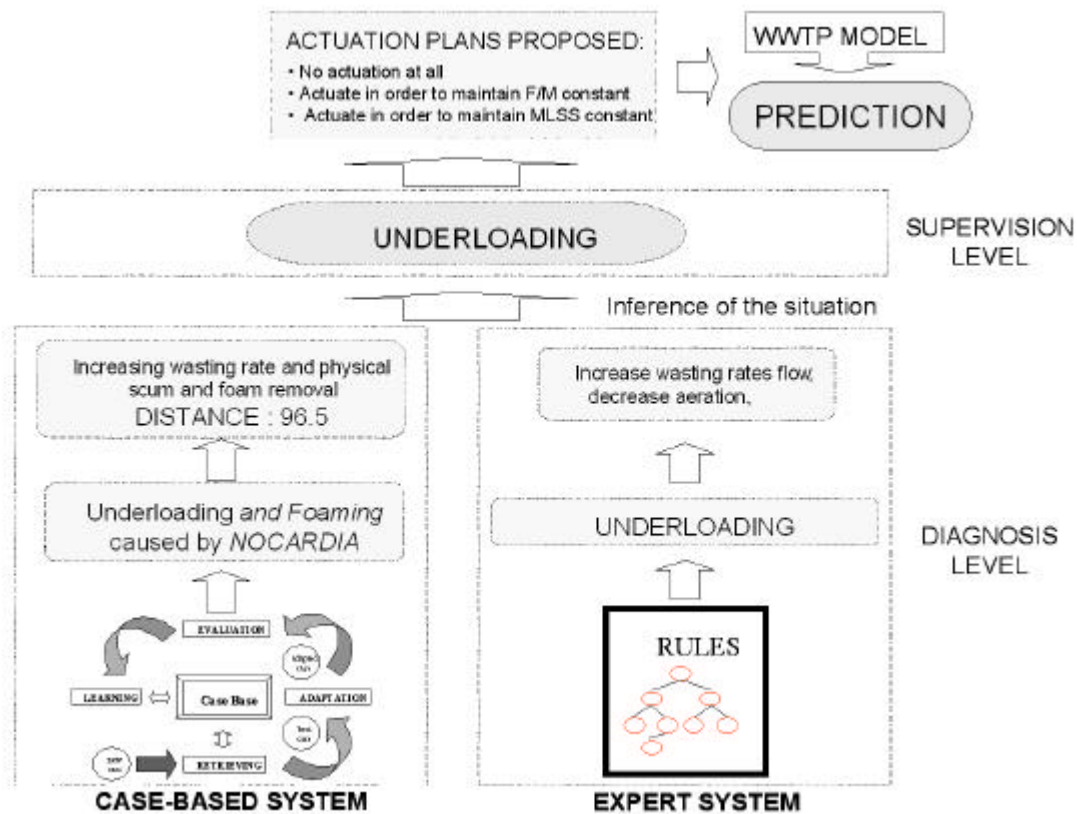 ACTUATION PLANS PROPOSED:
• No actuation at all
• Actuate in order to maintain F/M constant
• Actuate in order to maintain MLSS constant
WWTP MODEL
PREDICTION
UNDERLOADING
SUPERVISION
LEVEL
Inference of the situation
Increasing wasting rate and physical
scum and foam removal
DISTANCE : 96.5
Underloading and Foaming
caused by NOCARDIA
EVALUATION
LEARNING
Case Base
ADAPTATION
RETRIEVING
CASE-BASED SYSTEM
Increase wasting rates flow,
decrease aeration,
UNDERLOADING
DIAGNOSIS
LEVEL
RULES
EXPERT SYSTEM